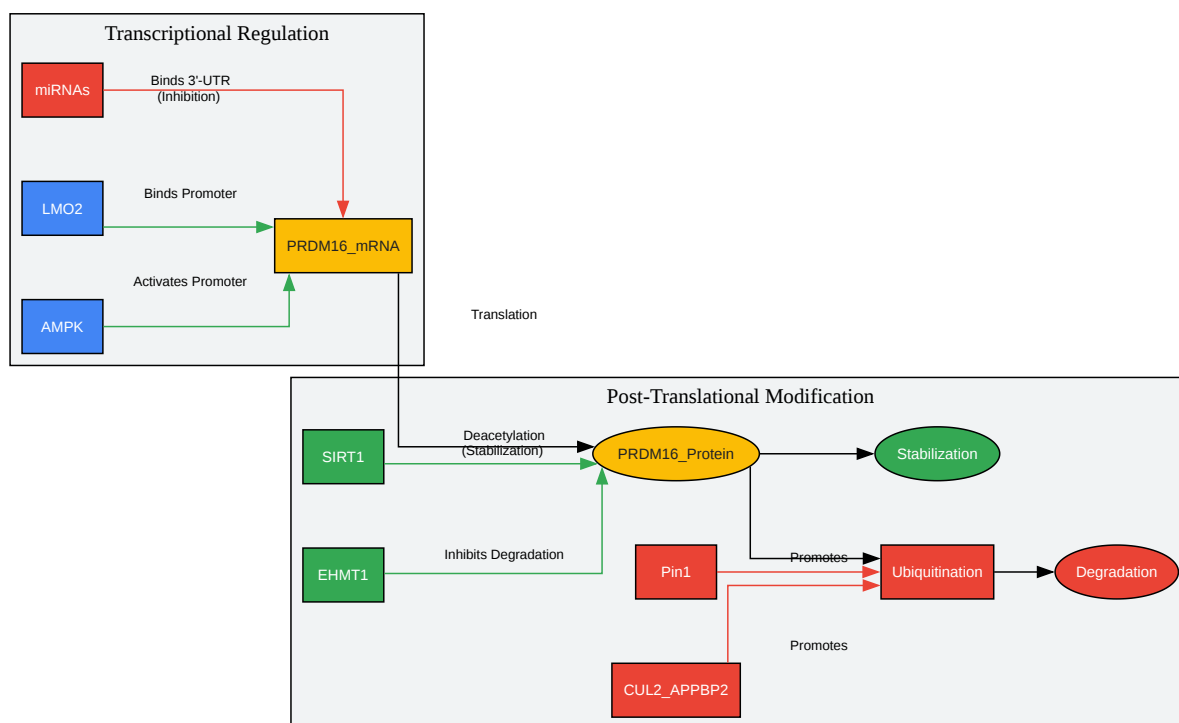 Transcriptional Regulation
miRNAs
Binds 3'-UTR
(Inhibition)
LMO2
Binds Promoter
PRDM16_mRNA
Activates Promoter
AMPK
Translation
Post-Translational Modification
SIRT1
Deacetylation
(Stabilization)
PRDM16_Protein
Stabilization
EHMT1
Inhibits Degradation
Pin1
Promotes
Ubiquitination
Degradation
Promotes
CUL2_APPBP2